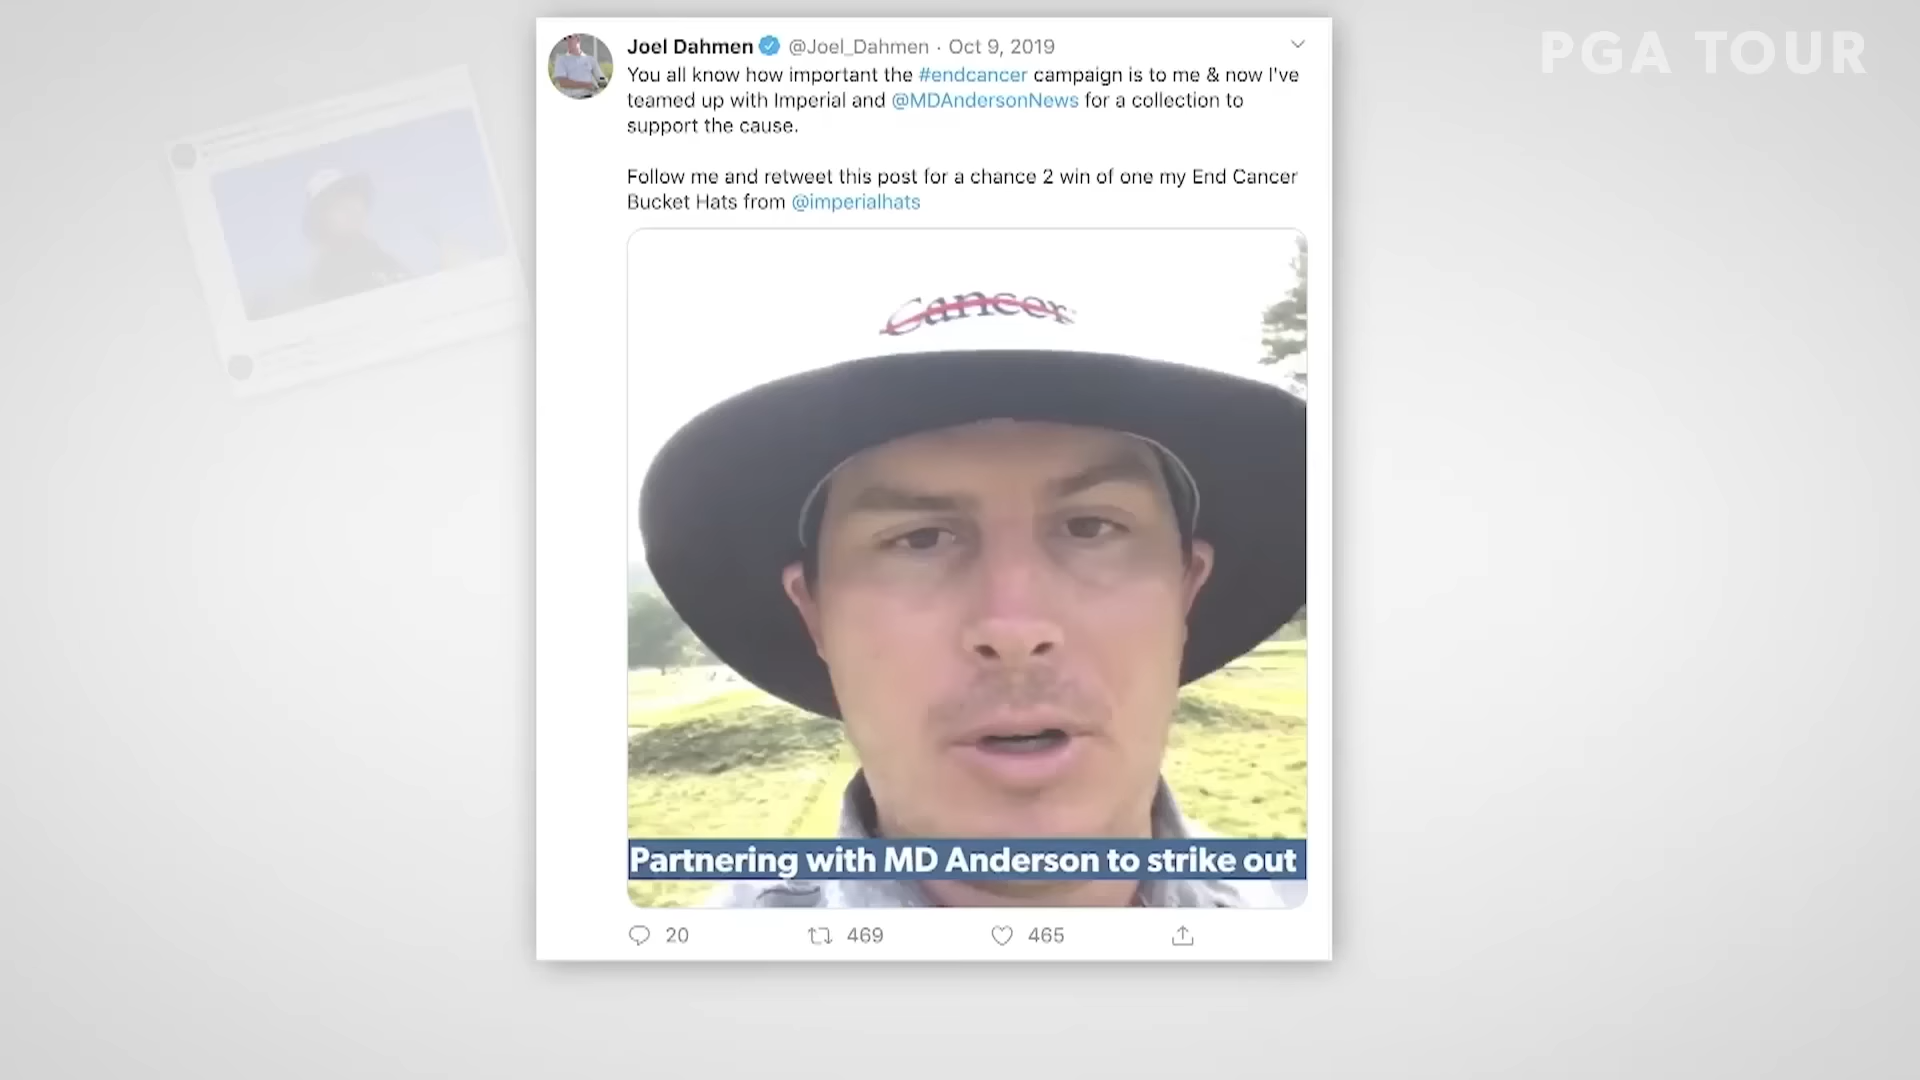 PGA TOUR
Joel Dahmen @Joel_Dahmen · Oct 9, 2019
You all know how important the #endcancer campaign is to me & now I've
teamed up with Imperial and @MDAndersonNews for a collection to
support the cause.
Follow me and retweet this post for a chance 2 win of one my End Cancer
Bucket Hats from @imperialhats
Cancer
Partnering with MD Anderson to strike out
20 469 465